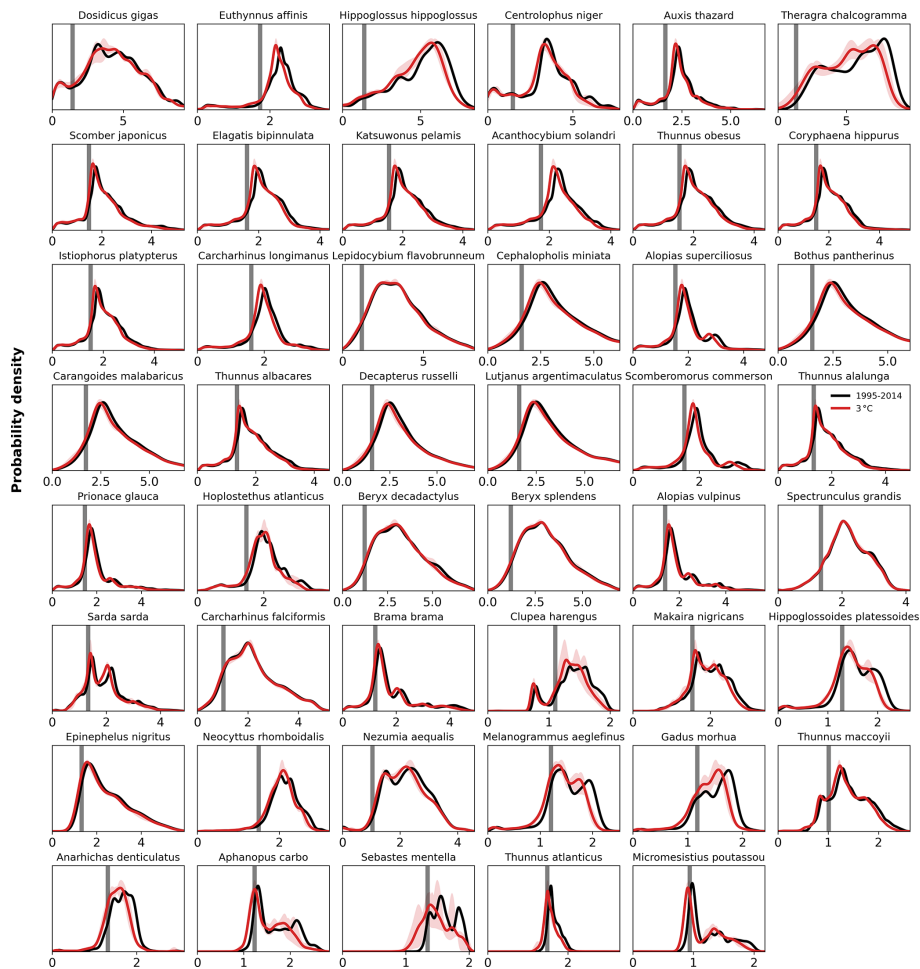 Dosidicus gigas Euthynnus affinis Hippoglossus hippoglossus Centrolophus niger Auxis thazard Theragra chalcogramma
0 5 0 2 0 5 0 5 0.0 2.5 5.0 5
Scomber japonicus Elagatis bipinnulata Katsuwonus pelamis Acanthocybium solandri Thunnus obesus Coryphaena hippurus
0 2 4 0 2 4 0 2 4 0 2 4 0 2 4 0 2 4
Istiophorus platypterus Carcharhinus longimanus Lepidocybium flavobrunneum Cephalopholis miniata Alopias superciliosus Bothus pantherinus
0 2 4 0 2 4 0 5 0.0 2.5 5.0 0 2 4 0.0 2.5 5.0
Probability density
Carangoides malabaricus Thunnus albacares Decapterus russelli Lutjanus argentimaculatus Scomberomorus commerson Thunnus alalunga
1995-2014
3 °C
0.0 2.5 5.0 0 2 4 0.0 2.5 5.0 0.0 2.5 5.0 0 2 4 0 2 4
Prionace glauca Hoplostethus atlanticus Beryx decadactylus Beryx splendens Alopias vulpinus Spectrunculus grandis
0 2 4 0 2 0.0 2.5 5.0 0.0 2.5 5.0 0 2 4 0 2 4
Sarda sarda Carcharhinus falciformis Brama brama Clupea harengus Makaira nigricans Hippoglossoides platessoides
0 2 4 0 2 4 0 2 4 0 1 2 0 2 0 1 2
Epinephelus nigritus Neocyttus rhomboidalis Nezumia aequalis Melanogrammus aeglefinus Gadus morhua Thunnus maccoyii
0 2 4 0 2 0 2 4 0 1 2 0 1 2 0 1 2
Anarhichas denticulatus Aphanopus carbo Sebastes mentella Thunnus atlanticus Micromesistius poutassou
0 2 0 1 2 0 1 2 0 2 0 1 2